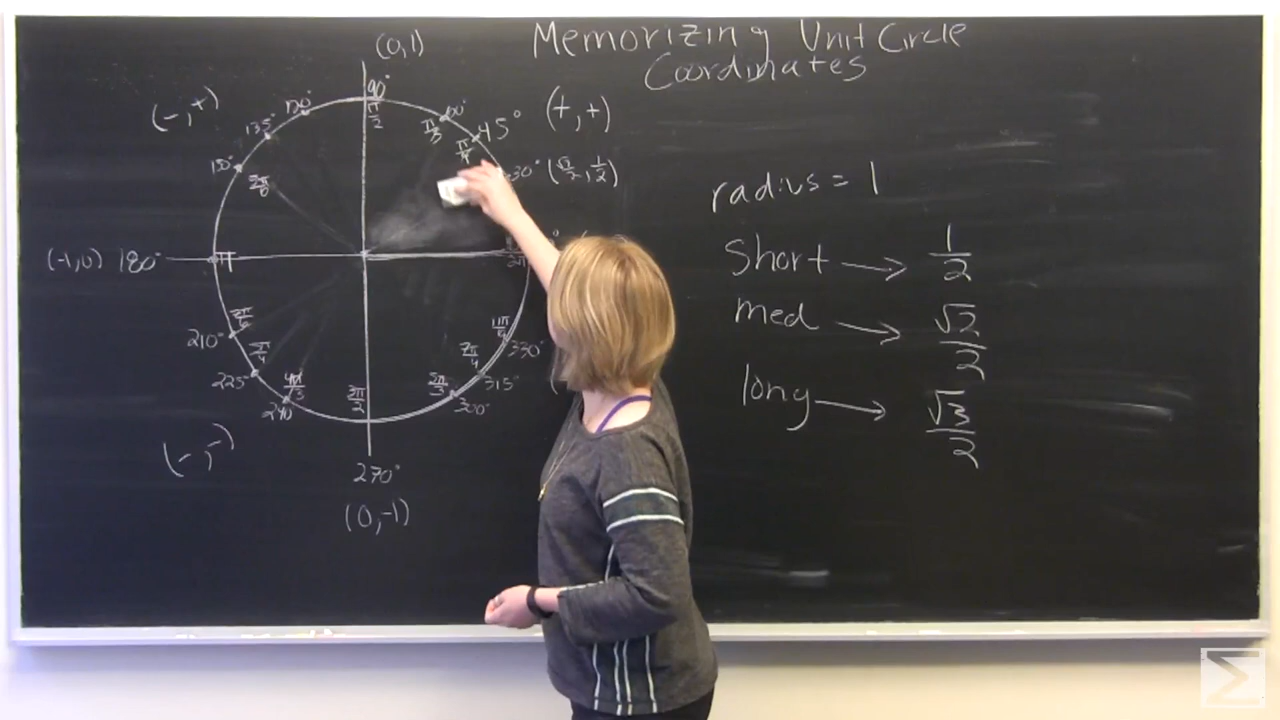 Memorizing Unit Circle
Coordinates
(0,1)
90°
π/2
(-,+)
135°
150°
60°
π/3
45°
π/4
(+,+)
30° (√3/2, 1/2)
(-1,0) 180°
π
2π
210°
225°
240
4π/3
3π/2
5π/3
300°
7π/4
315°
11π/6
330°
(-,-)
270°
(0,-1)
radius = 1
Short → 1/2
med → √2/2
long → √3/2
Σ